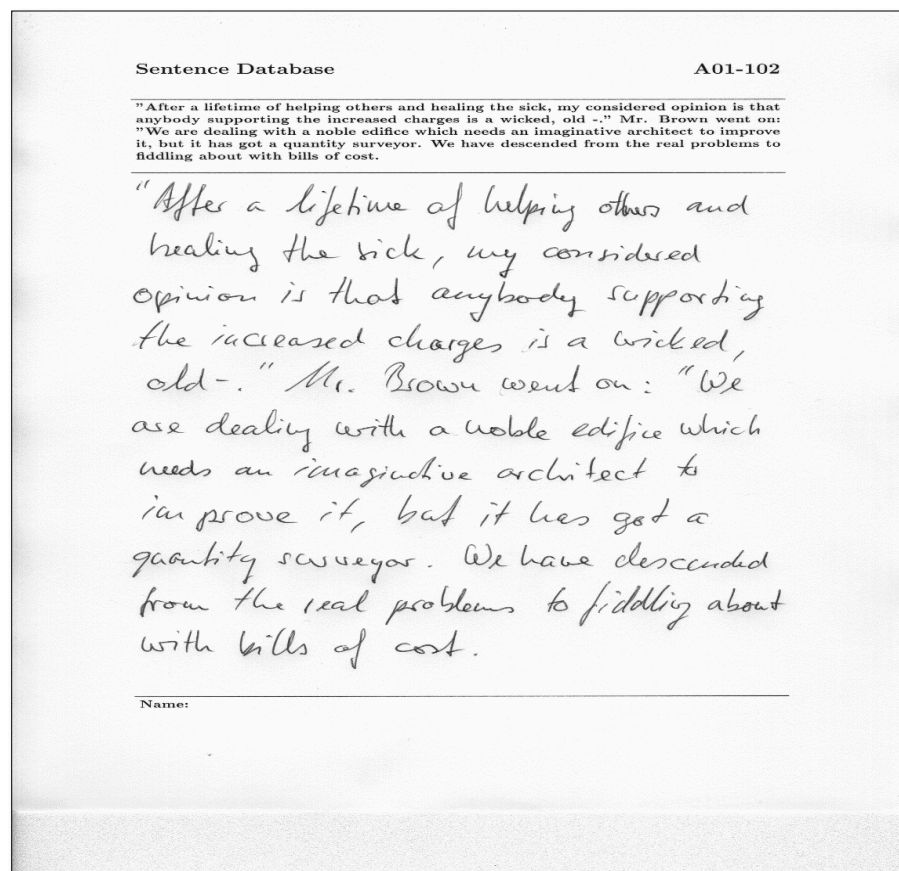 Sentence Database A01-102
"After a lifetime of helping others and healing the sick, my considered opinion is that
anybody supporting the increased charges is a wicked, old -." Mr. Brown went on:
"We are dealing with a noble edifice which needs an imaginative architect to improve
it, but it has got a quantity surveyor. We have descended from the real problems to
fiddling about with bills of cost.
"After a lifetime of helping others and
healing the sick, my considered
opinion is that anybody supporting
the increased charges is a wicked,
old-." Mr. Brown went on: "We
are dealing with a noble edifice which
needs an imaginative architect to
improve it, but it has got a
quantity surveyor. We have descended
from the real problems to fiddling about
with bills of cost.
Name: